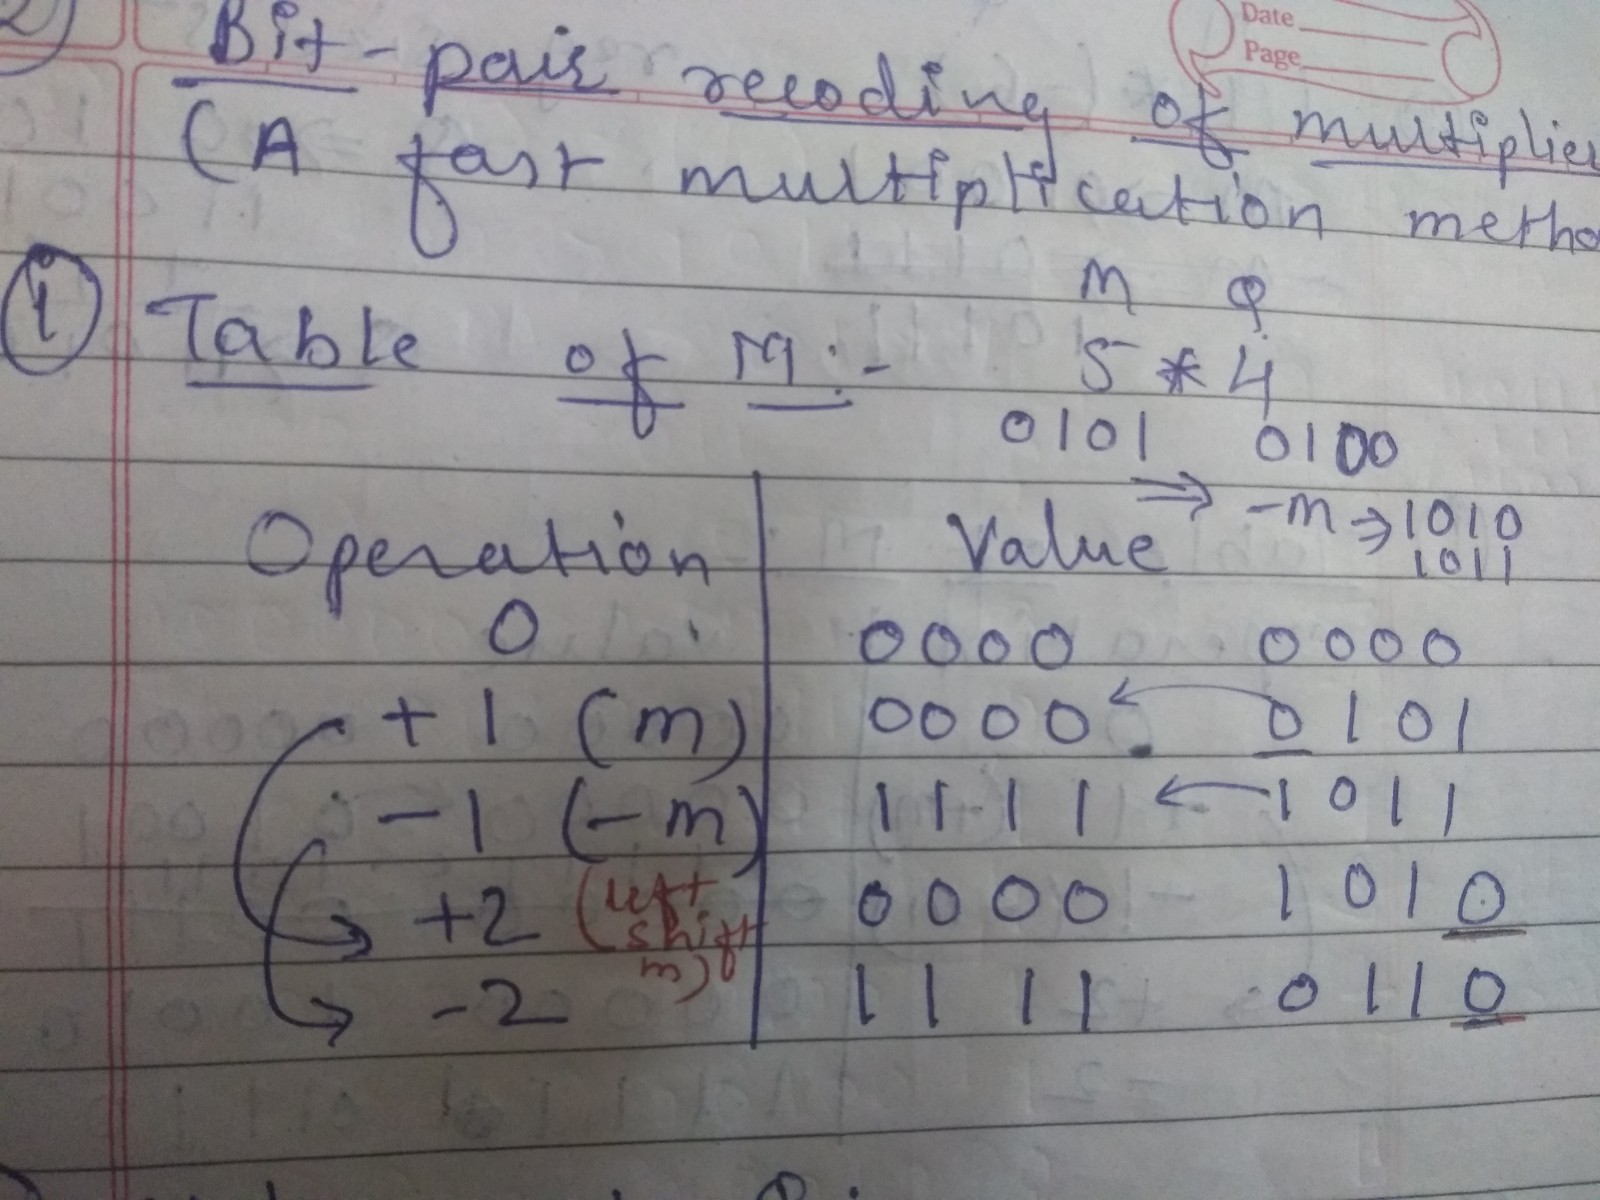 2)
Date
Page
Bit-pair recoding of multiplier
(A fast multiplication metho
i Table of M:-
M Q
5 * 4
0101 0100
⇒ -M ⇒ 1010
1011
Operation Value
0 0000 0000
+1 (m) 0000 ← 0101
-1 (-m) 1111 ← 1011
+2 (left shift m) 0000 1010
-2 1111 0110